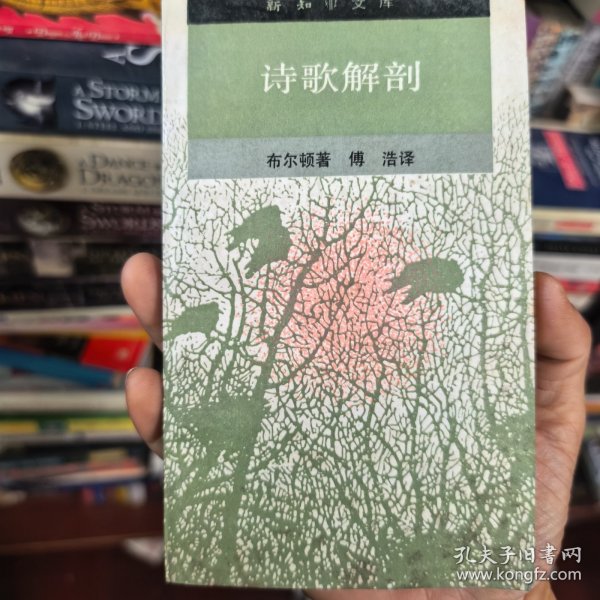 新知文库
诗歌解剖
布尔顿著 傅 浩译
A STORM
SWORDS
A DANCE
DRAGO
孔夫子旧书网
www.kongfz.com